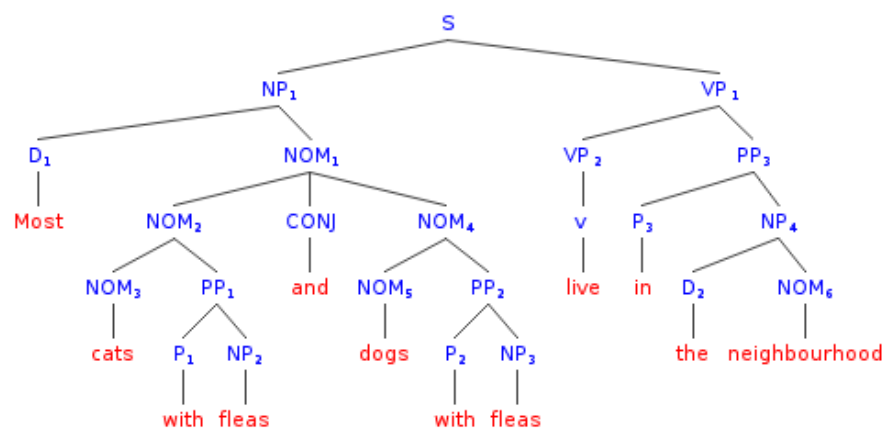 S
NP₁ VP₁
D₁ NOM₁ VP₂ PP₃
Most NOM₂ CONJ NOM₄ v P₃ NP₄
NOM₃ PP₁ and NOM₅ PP₂ live in D₂ NOM₆
cats P₁ NP₂ dogs P₂ NP₃ the neighbourhood
with fleas with fleas